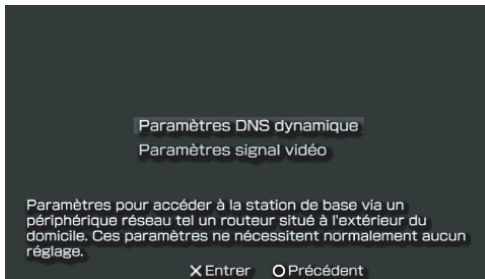 Paramètres DNS dynamique
Paramètres signal vidéo
Paramètres pour accéder à la station de base via un
périphérique réseau tel un routeur situé à l'extérieur du
domicile. Ces paramètres ne nécessitent normalement aucun
réglage.
X Entrer O Précédent